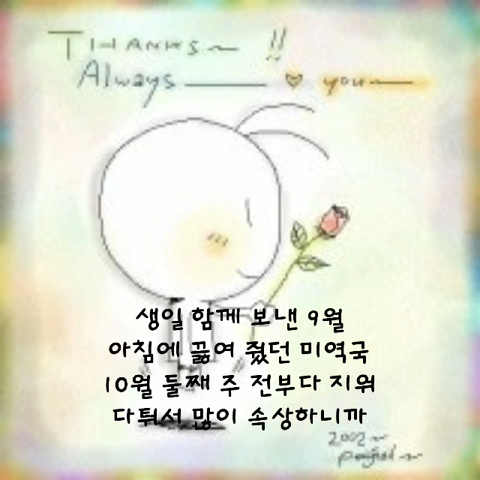 THANKS~ !!
Always ♥ you
생일 함께 보낸 9월
아침에 끓여 줬던 미역국
10월 둘째 주 전부다 지워
다퉈서 많이 속상하니까
2002~